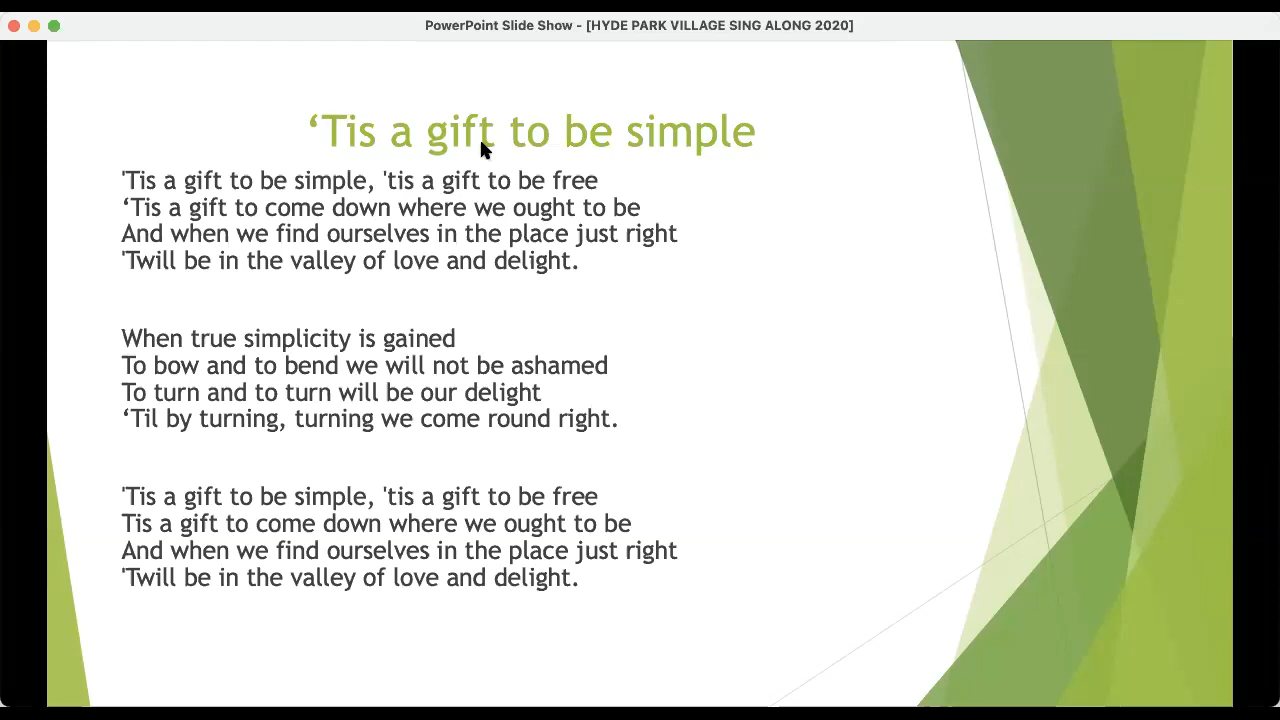 PowerPoint Slide Show - [HYDE PARK VILLAGE SING ALONG 2020]
‘Tis a gift to be simple
'Tis a gift to be simple, 'tis a gift to be free
‘Tis a gift to come down where we ought to be
And when we find ourselves in the place just right
'Twill be in the valley of love and delight.
When true simplicity is gained
To bow and to bend we will not be ashamed
To turn and to turn will be our delight
‘Til by turning, turning we come round right.
'Tis a gift to be simple, 'tis a gift to be free
Tis a gift to come down where we ought to be
And when we find ourselves in the place just right
'Twill be in the valley of love and delight.